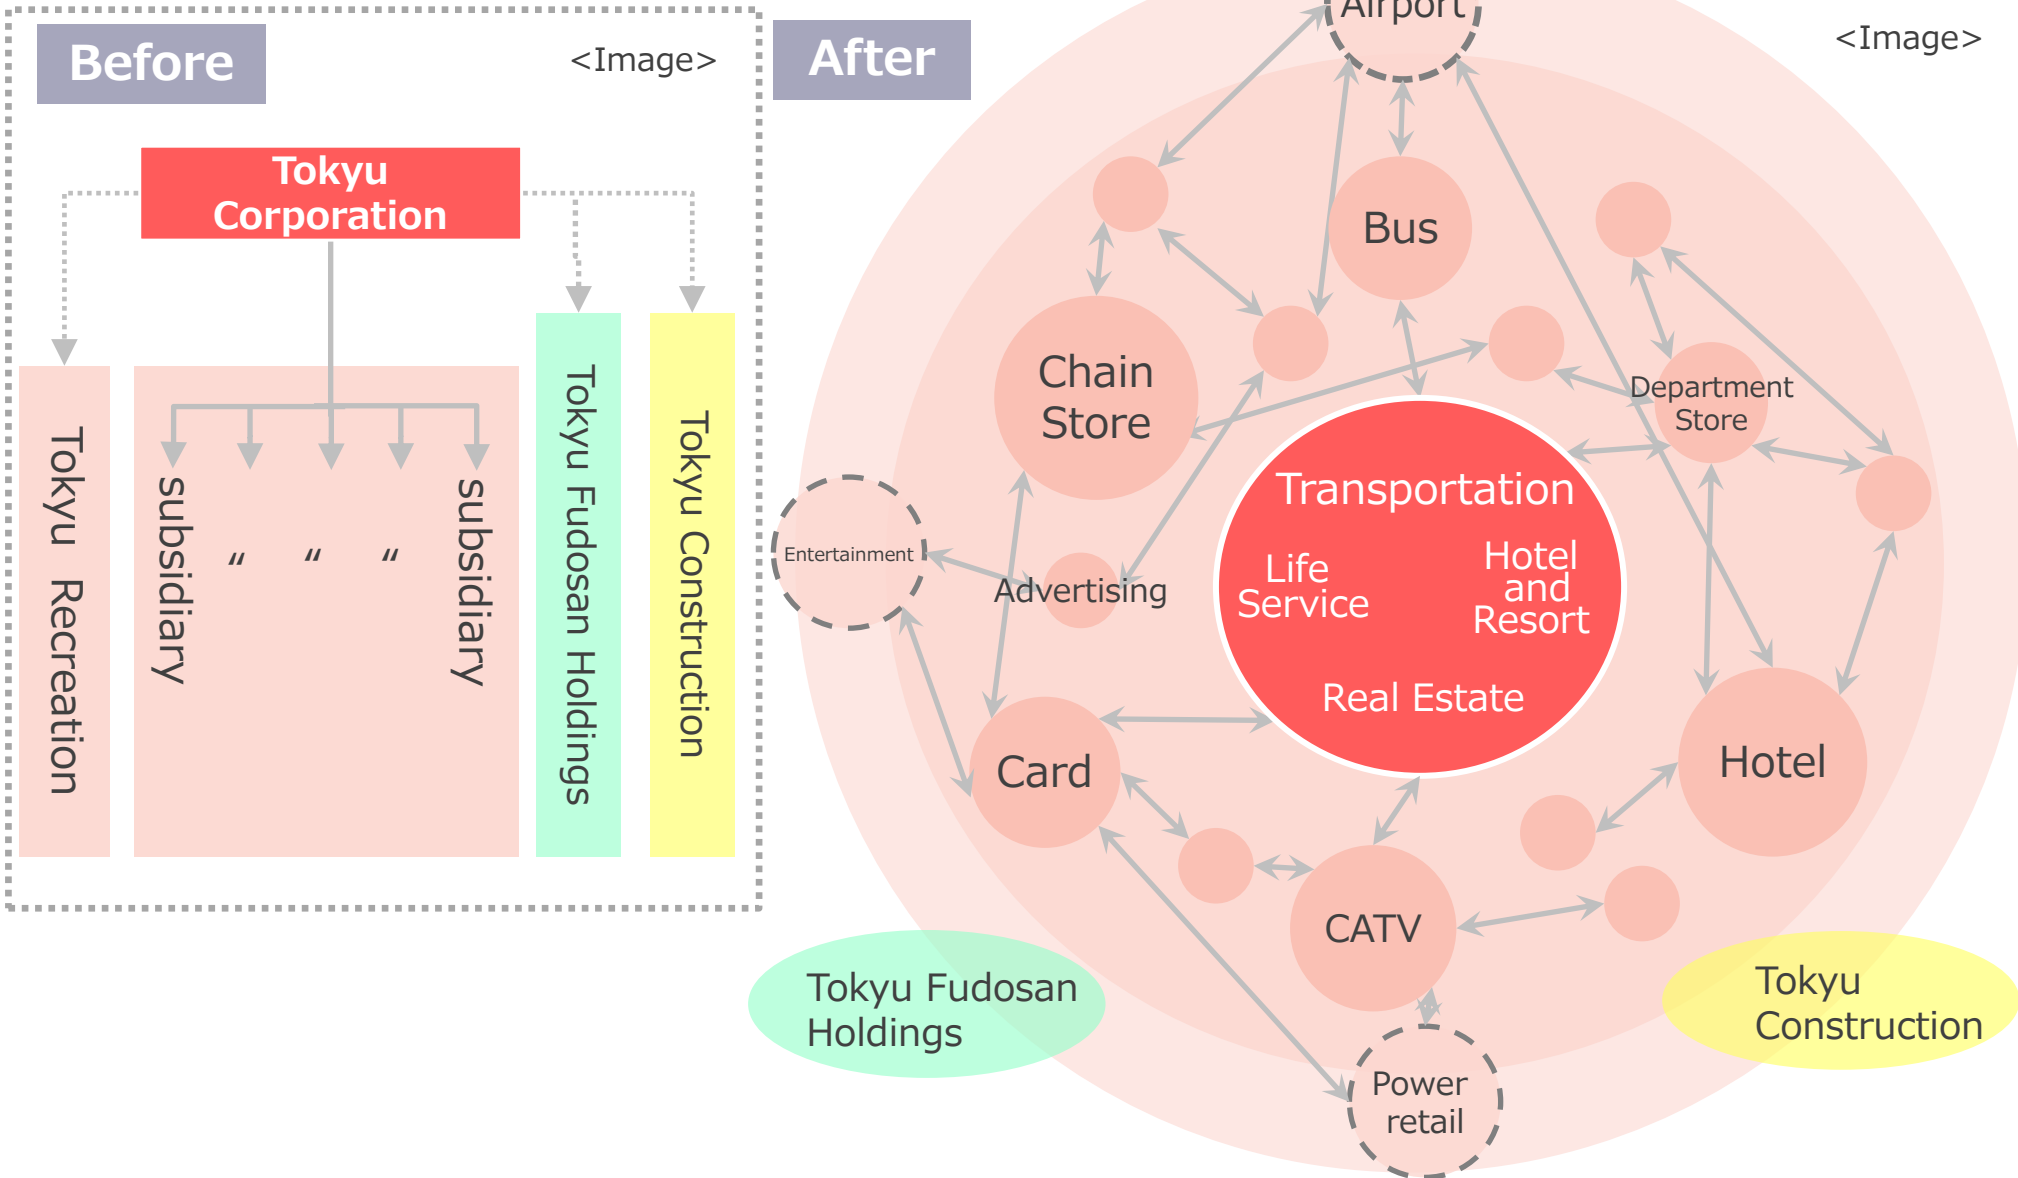 Before
<Image>
Tokyu
Corporation
Tokyu Recreation
subsidiary
“
“
“
subsidiary
Tokyu Fudosan Holdings
Tokyu Construction
After
<Image>
Airport
Bus
Chain
Store
Department
Store
Transportation
Life
Service
Hotel
and
Resort
Real Estate
Entertainment
Advertising
Card
Hotel
CATV
Tokyu Fudosan
Holdings
Tokyu
Construction
Power
retail